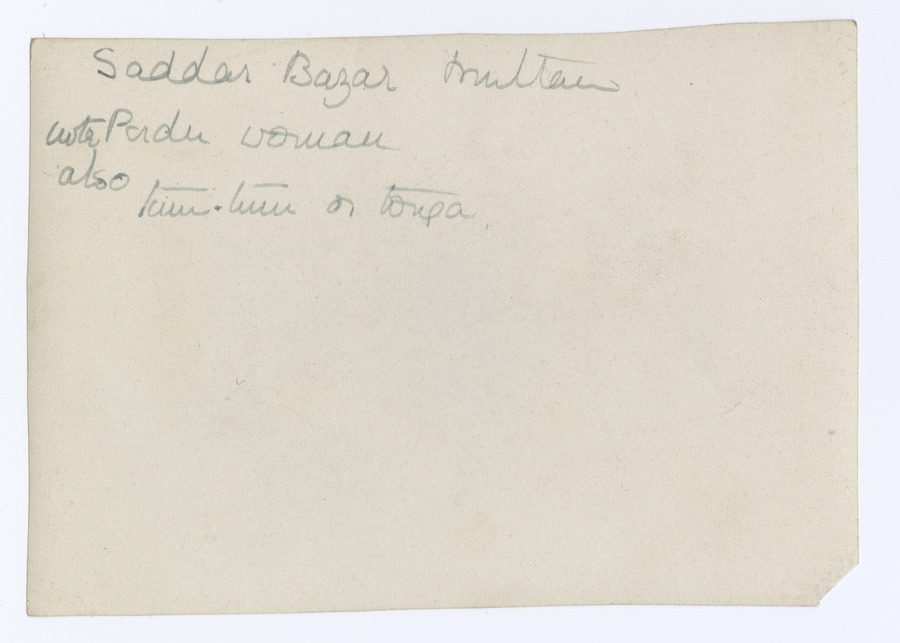 Saddar Bazar Multan
note Pardu woman
also
tum-tum or tonga